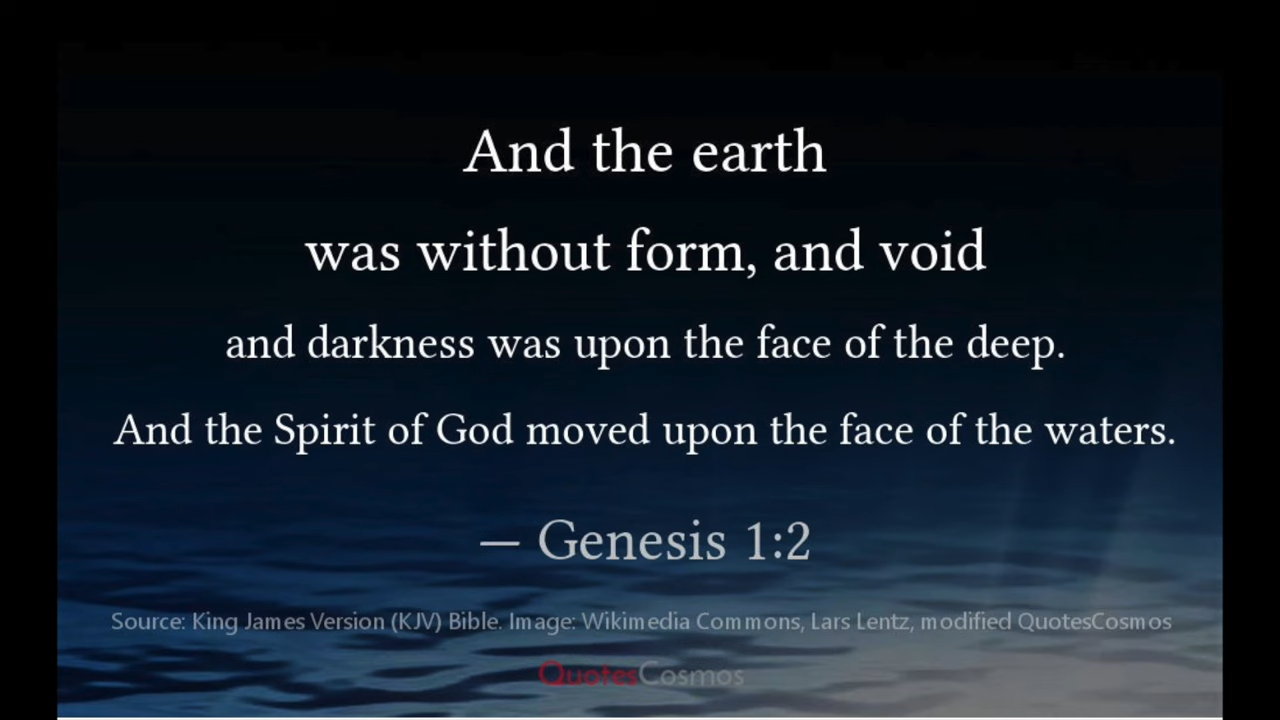 And the earth
was without form, and void
and darkness was upon the face of the deep.
And the Spirit of God moved upon the face of the waters.
— Genesis 1:2
Source: King James Version (KJV) Bible. Image: Wikimedia Commons, Lars Lentz, modified QuotesCosmos
QuotesCosmos